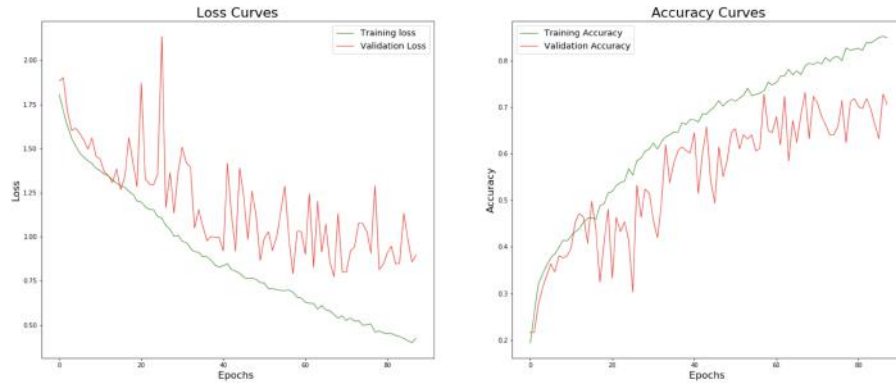 Loss Curves
Training loss
Validation Loss
2.00
1.75
1.50
1.25
1.00
0.75
0.50
Loss
0
20
40
60
80
Epochs
Accuracy Curves
Training Accuracy
Validation Accuracy
0.8
0.7
0.6
0.5
0.4
0.3
0.2
Accuracy
0
20
40
60
80
Epochs